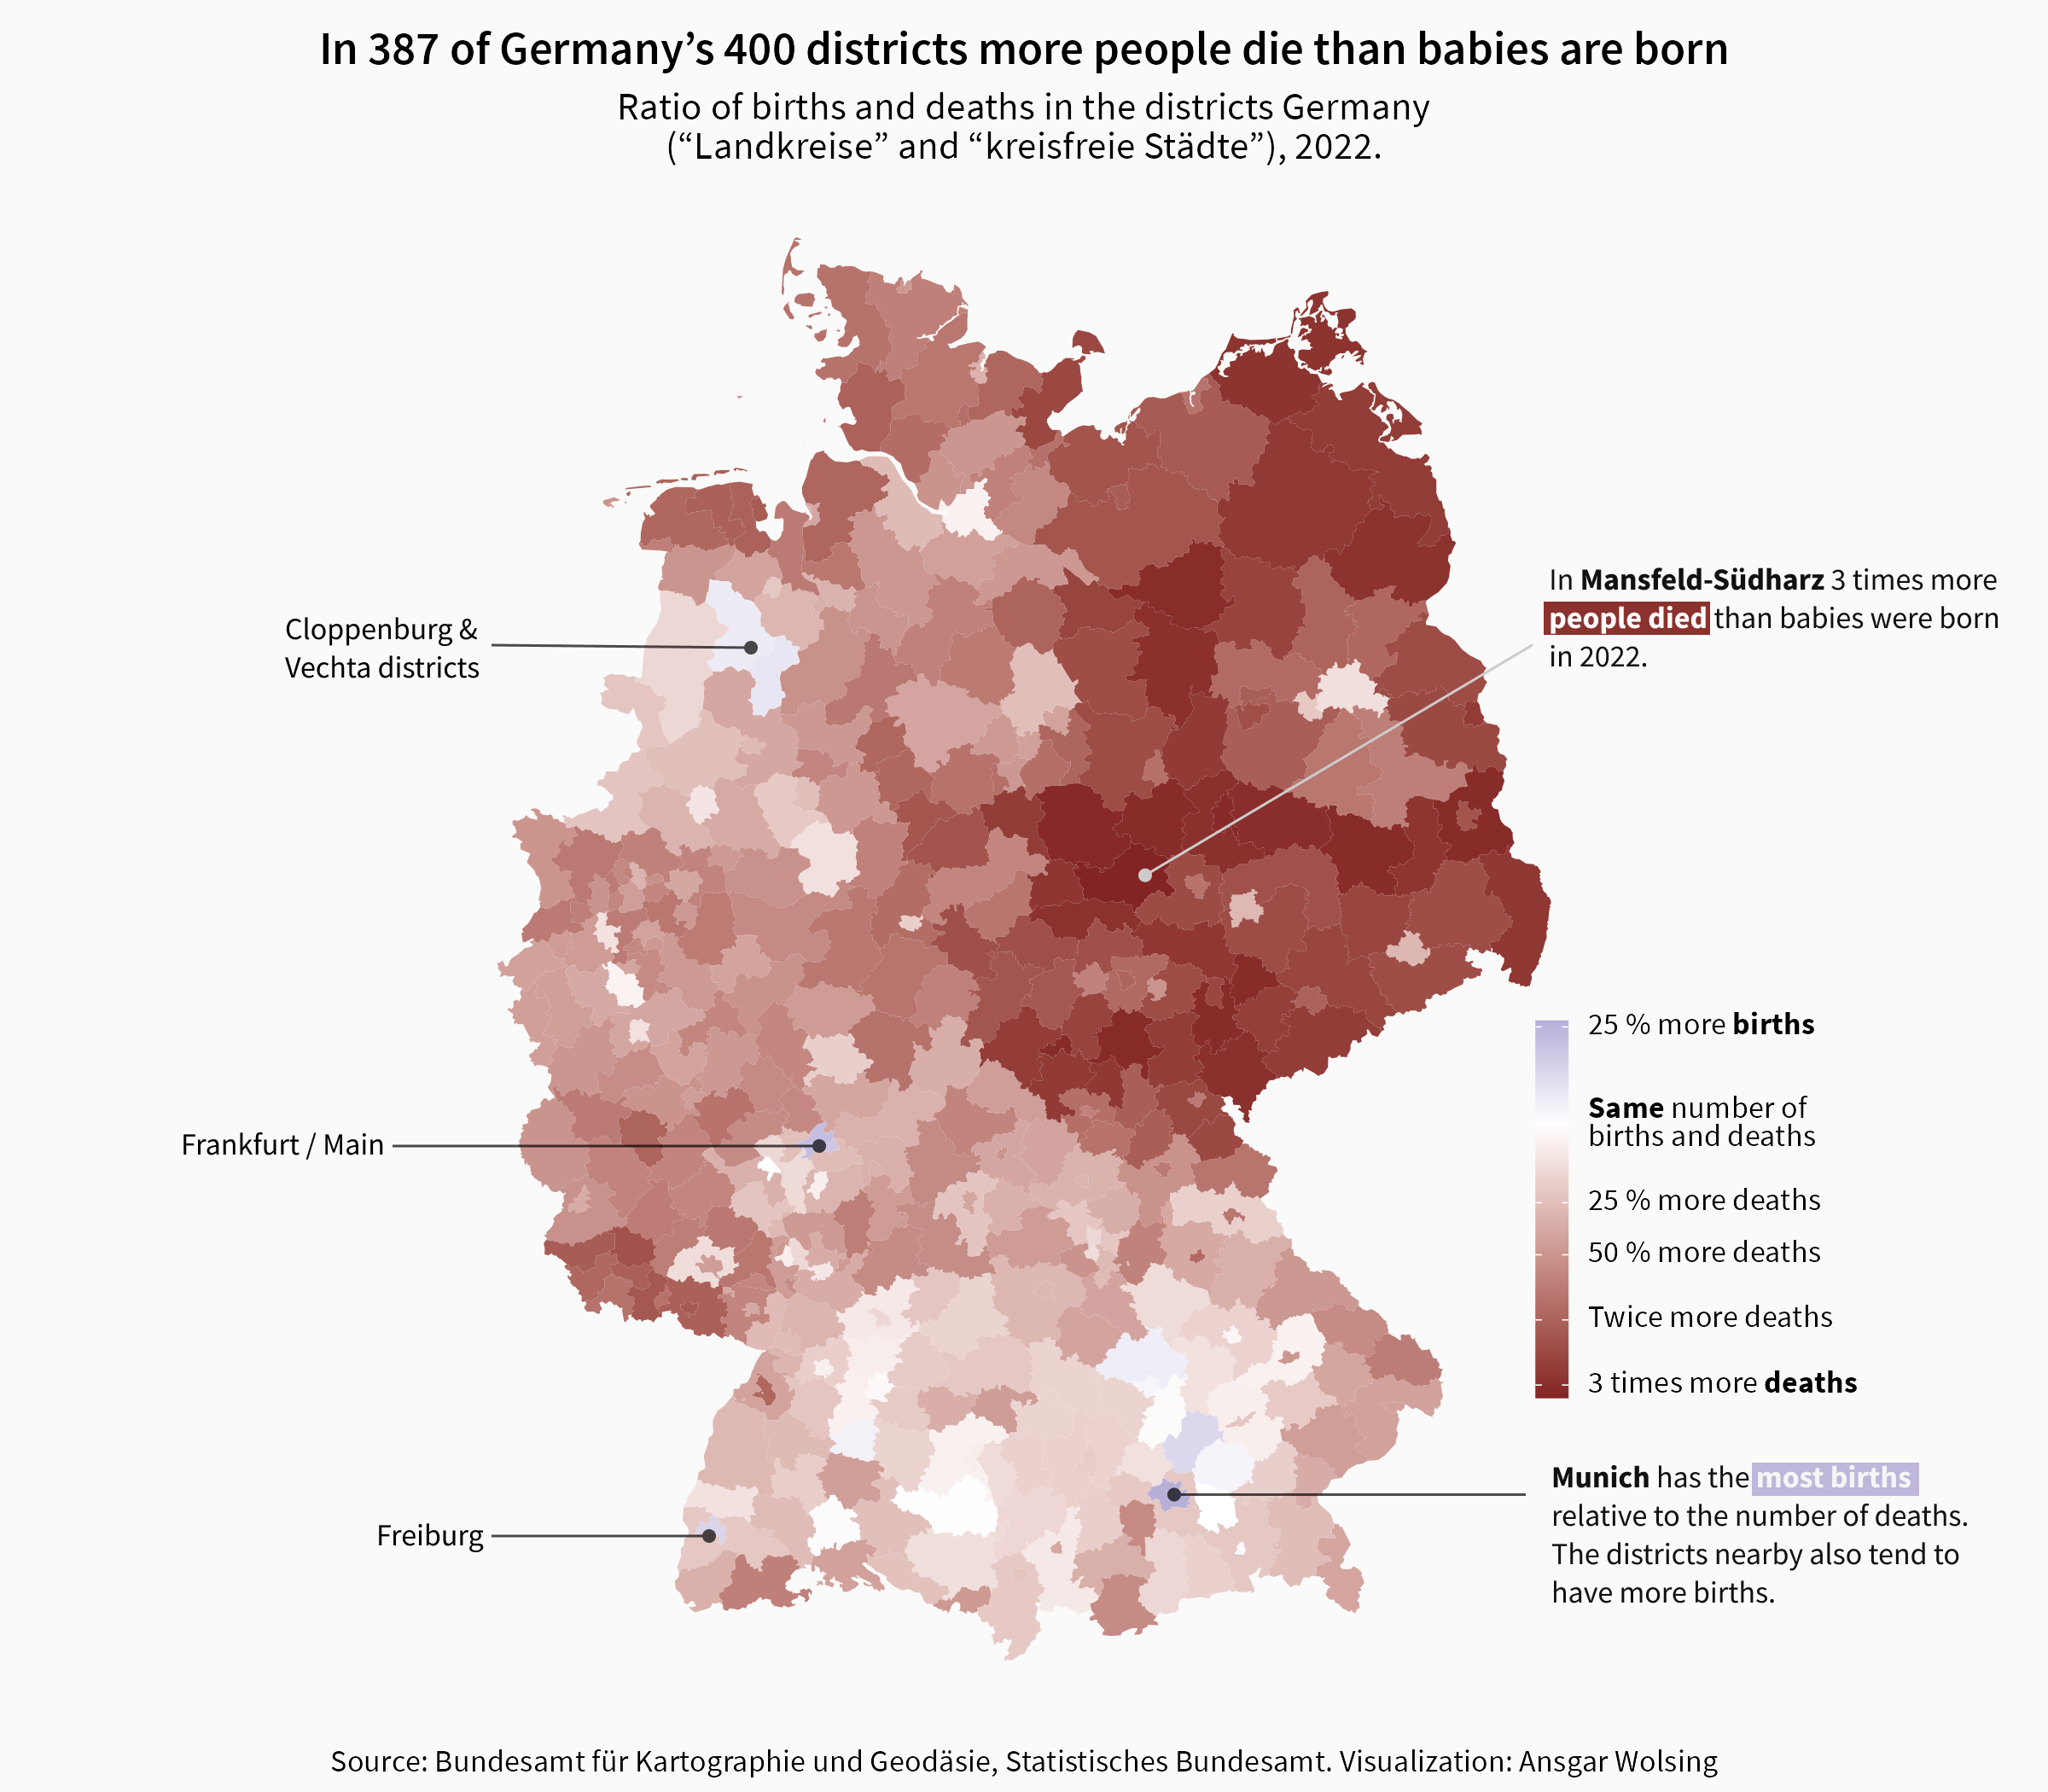 In 387 of Germany’s 400 districts more people die than babies are born
Ratio of births and deaths in the districts Germany
(“Landkreise” and “kreisfreie Städte”), 2022.
In Mansfeld-Südharz 3 times more
people died than babies were born
in 2022.
Cloppenburg &
Vechta districts
25 % more births
Same number of
births and deaths
25 % more deaths
50 % more deaths
Twice more deaths
3 times more deaths
Frankfurt / Main
Freiburg
Munich has the most births
relative to the number of deaths.
The districts nearby also tend to
have more births.
Source: Bundesamt für Kartographie und Geodäsie, Statistisches Bundesamt. Visualization: Ansgar Wolsing